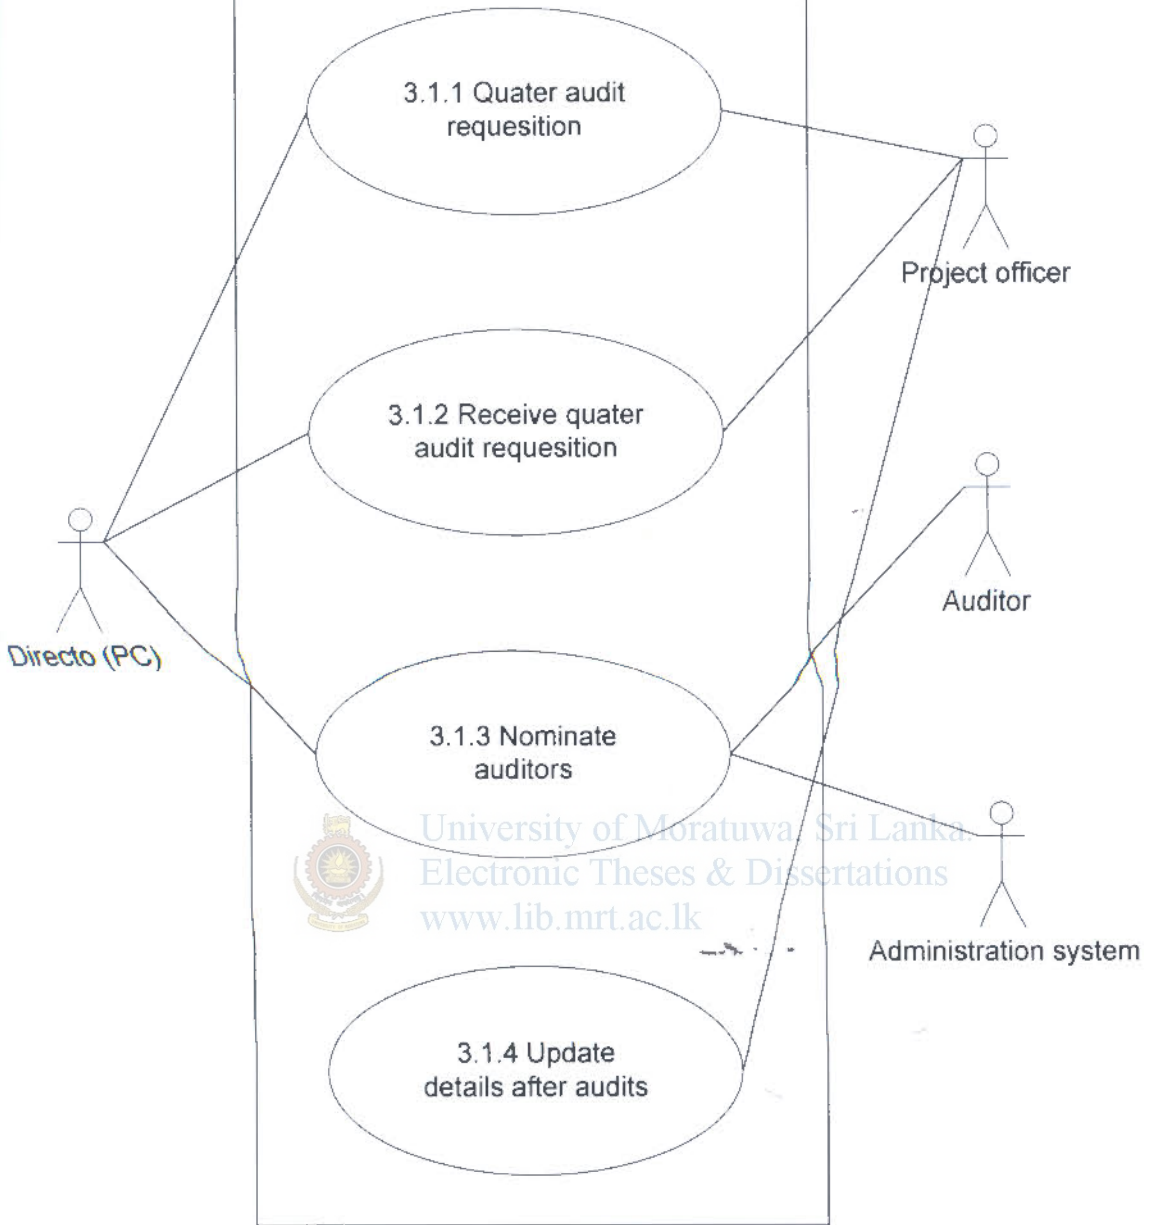 3.1.1 Quater audit
requesition
Project officer
3.1.2 Receive quater
audit requesition
Auditor
Directo (PC)
3.1.3 Nominate
auditors
University of Moratuwa, Sri Lanka.
Electronic Theses & Dissertations
www.lib.mrt.ac.lk
Administration system
3.1.4 Update
details after audits